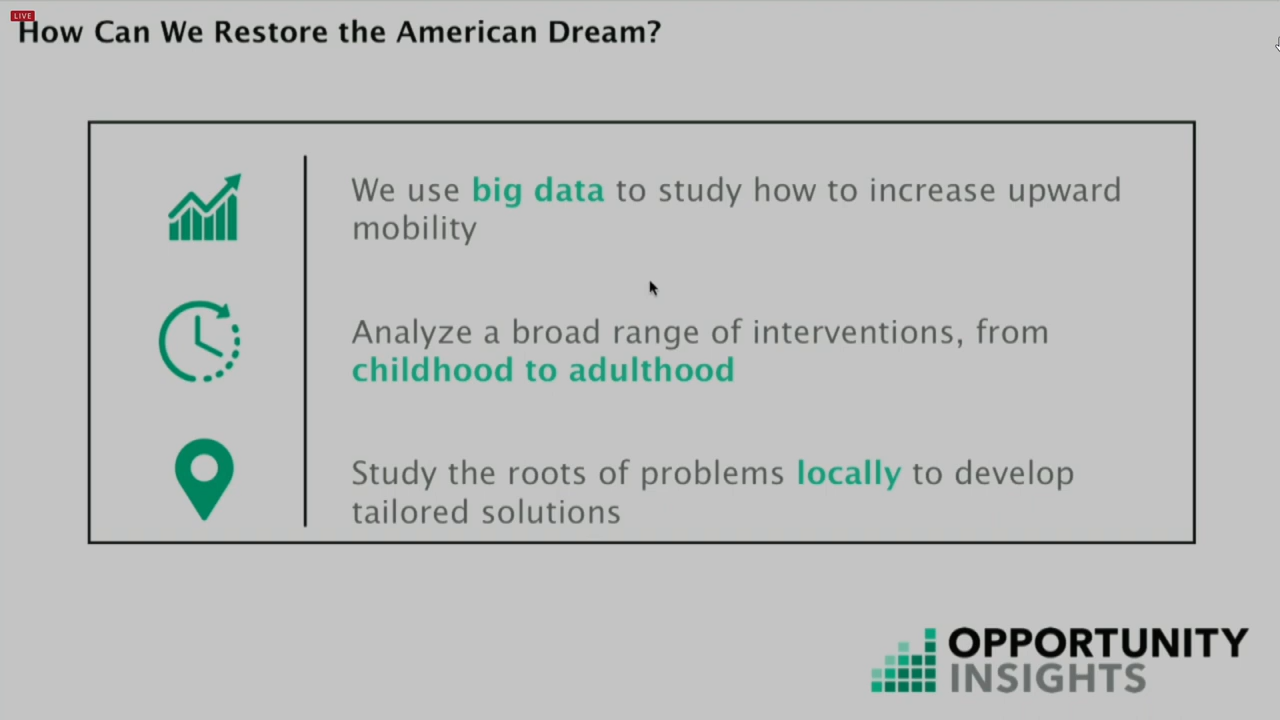 LIVE
How Can We Restore the American Dream?
We use big data to study how to increase upward
mobility
Analyze a broad range of interventions, from
childhood to adulthood
Study the roots of problems locally to develop
tailored solutions
OPPORTUNITY
INSIGHTS